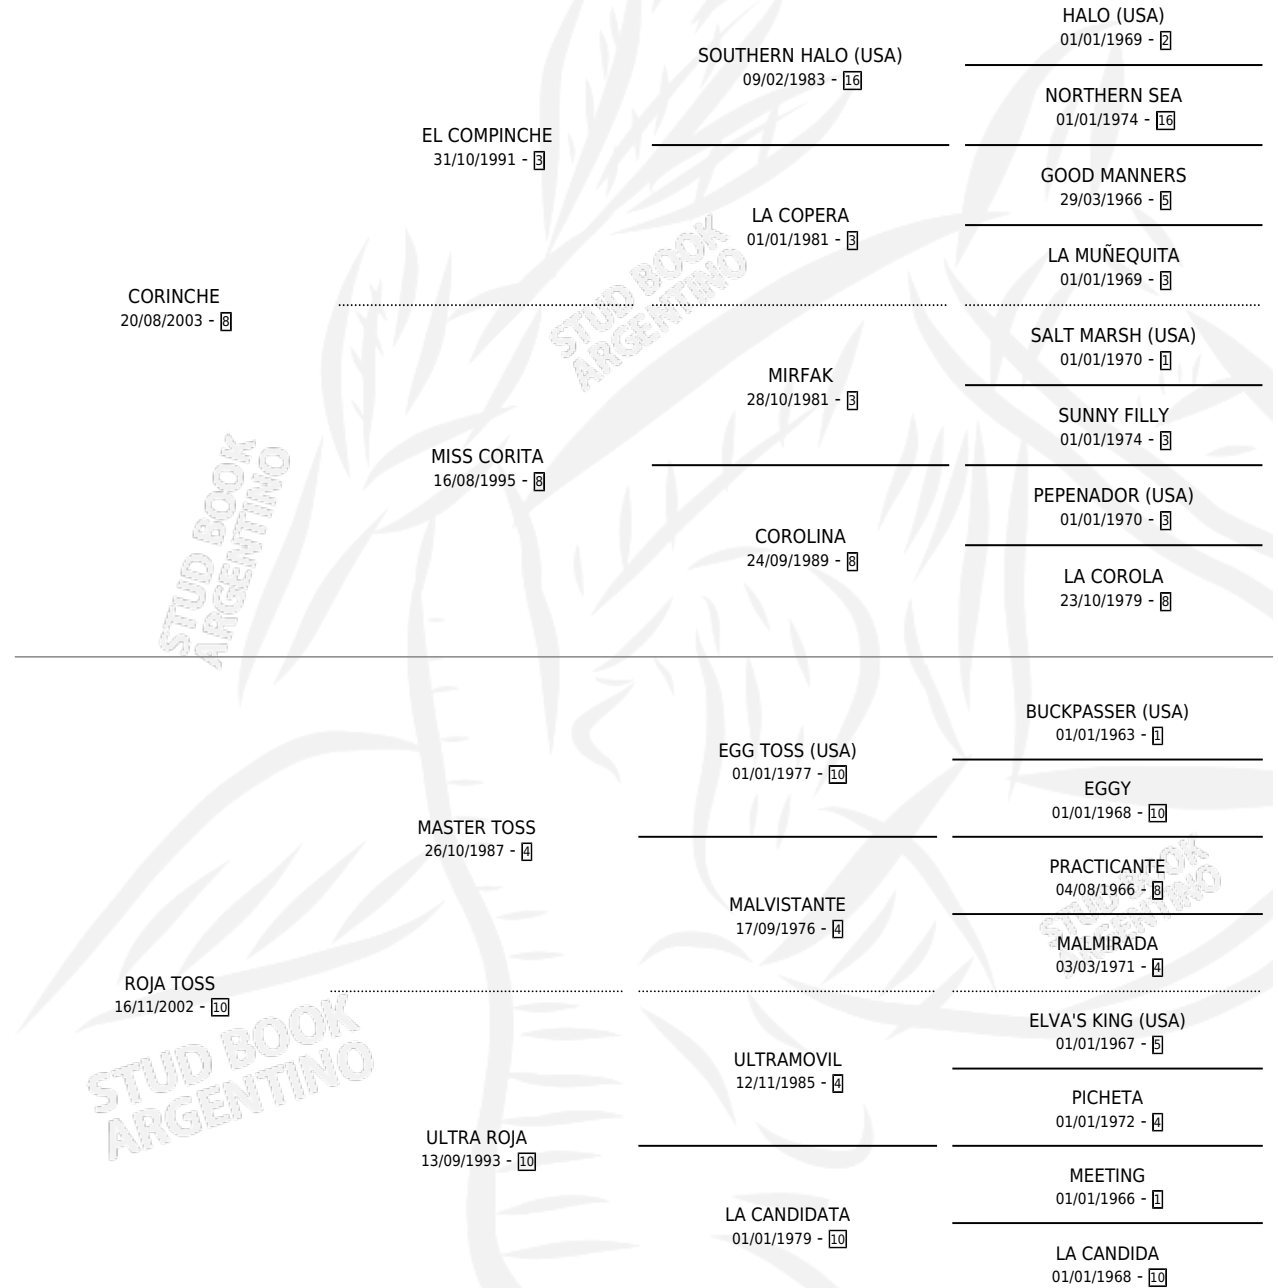 HALO (USA)
01/01/1969 - 2
SOUTHERN HALO (USA)
09/02/1983 - 16
NORTHERN SEA
01/01/1974 - 16
EL COMPINCHE
31/10/1991 - 3
GOOD MANNERS
29/03/1966 - 5
LA COPERA
01/01/1981 - 3
LA MUÑEQUITA
01/01/1969 - 3
CORINCHE
20/08/2003 - 8
SALT MARSH (USA)
01/01/1970 - 1
MIRFAK
28/10/1981 - 3
SUNNY FILLY
01/01/1974 - 3
MISS CORITA
16/08/1995 - 8
PEPENADOR (USA)
01/01/1970 - 3
COROLINA
24/09/1989 - 8
LA COROLA
23/10/1979 - 8
STUD BOOK
ARGENTINO
STUD BOOK
ARGENTINO
BUCKPASSER (USA)
01/01/1963 - 1
EGG TOSS (USA)
01/01/1977 - 10
EGGY
01/01/1968 - 10
MASTER TOSS
26/10/1987 - 4
PRACTICANTE
04/08/1966 - 8
MALVISTANTE
17/09/1976 - 4
MALMIRADA
03/03/1971 - 4
ROJA TOSS
16/11/2002 - 10
ELVA'S KING (USA)
01/01/1967 - 5
ULTRAMOVIL
12/11/1985 - 4
PICHETA
01/01/1972 - 4
ULTRA ROJA
13/09/1993 - 10
MEETING
01/01/1966 - 1
LA CANDIDATA
01/01/1979 - 10
LA CANDIDA
01/01/1968 - 10
STUD BOOK
ARGENTINO
STUD BOOK
ARGENTINO